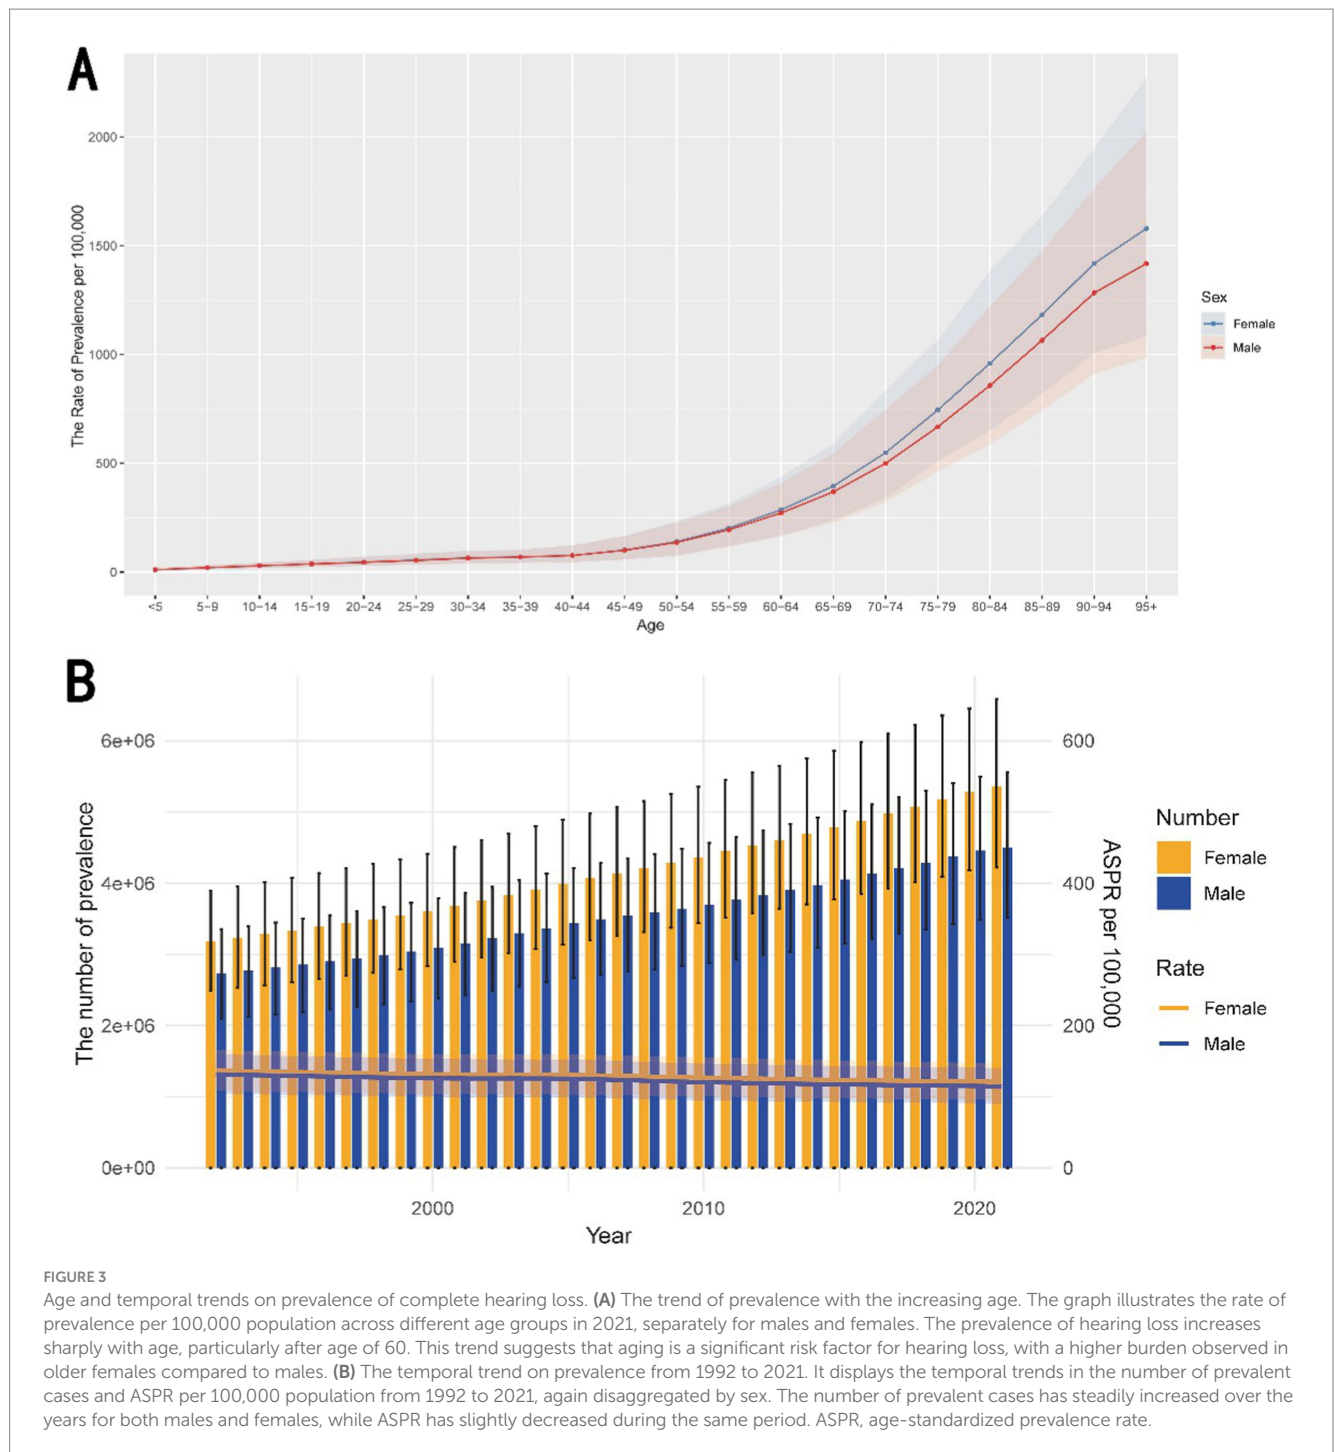 A
The Rate of Prevalence per 100,000
2000
1500
1000
500
0
<5 5-9 10-14 15-19 20-24 25-29 30-34 35-39 40-44 45-49 50-54 55-59 60-64 65-69 70-74 75-79 80-84 85-89 90-94 95+
Age
Sex
Female
Male
B
The number of prevalence
6e+06
4e+06
2e+06
0e+00
600
400
200
0
ASPR per 100,000
2000 2010 2020
Year
Number
Female
Male
Rate
Female
Male
FIGURE 3
Age and temporal trends on prevalence of complete hearing loss. (A) The trend of prevalence with the increasing age. The graph illustrates the rate of
prevalence per 100,000 population across different age groups in 2021, separately for males and females. The prevalence of hearing loss increases
sharply with age, particularly after age of 60. This trend suggests that aging is a significant risk factor for hearing loss, with a higher burden observed in
older females compared to males. (B) The temporal trend on prevalence from 1992 to 2021. It displays the temporal trends in the number of prevalent
cases and ASPR per 100,000 population from 1992 to 2021, again disaggregated by sex. The number of prevalent cases has steadily increased over the
years for both males and females, while ASPR has slightly decreased during the same period. ASPR, age-standardized prevalence rate.